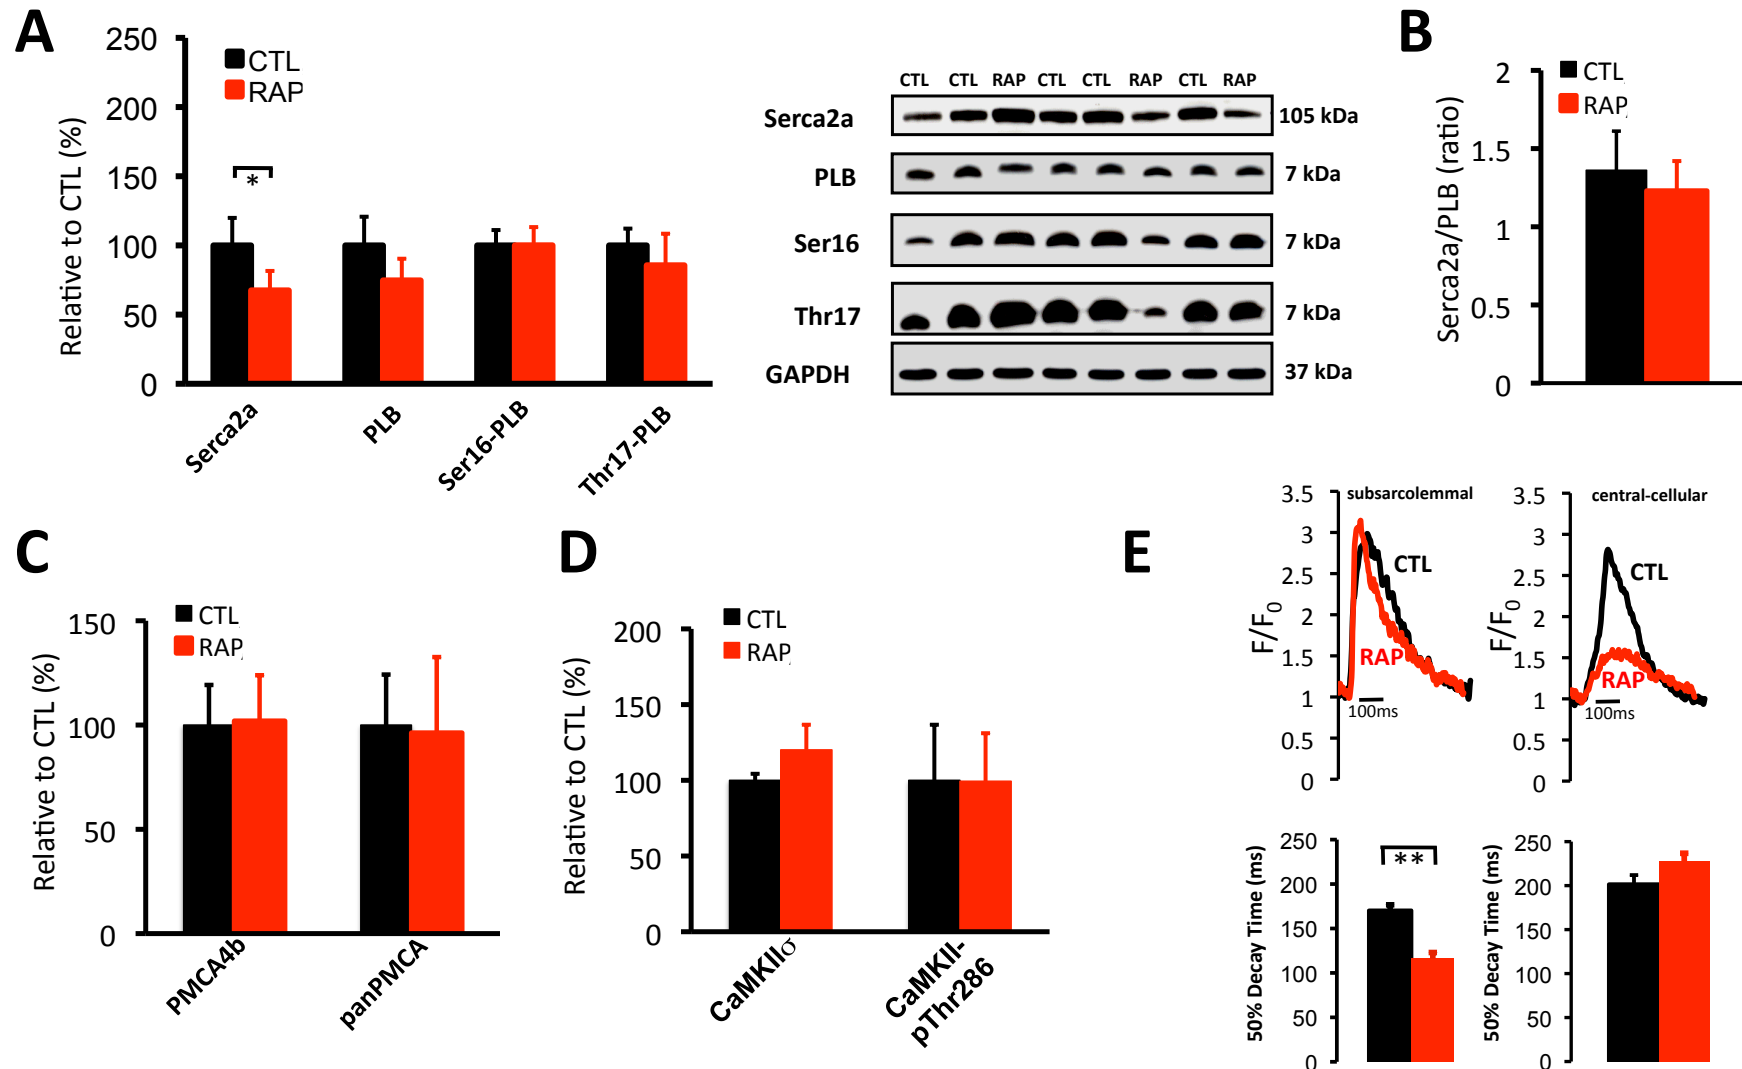 A
250
200
150
100
50
0
Relative to CTL (%)
CTL
RAP
*
Serca2a
PLB
Ser16-PLB
Thr17-PLB
CTL CTL RAP CTL CTL RAP CTL RAP
Serca2a 105 kDa
PLB 7 kDa
Ser16 7 kDa
Thr17 7 kDa
GAPDH 37 kDa
B
2
1.5
1
0.5
0
Serca2a/PLB (ratio)
CTL
RAP
C
150
100
50
0
Relative to CTL (%)
CTL
RAP
PMCA4b
panPMCA
D
200
150
100
50
0
Relative to CTL (%)
CTL
RAP
CaMKIIσ
CaMKII-
pThr286
E
3.5
3
2.5
2
1.5
1
0.5
0
F/F0
subsarcolemmal
CTL
RAP
100ms
3.5
3
2.5
2
1.5
1
0.5
0
F/F0
central-cellular
CTL
RAP
100ms
250
200
150
100
50
0
50% Decay Time (ms)
**
250
200
150
100
50
0
50% Decay Time (ms)